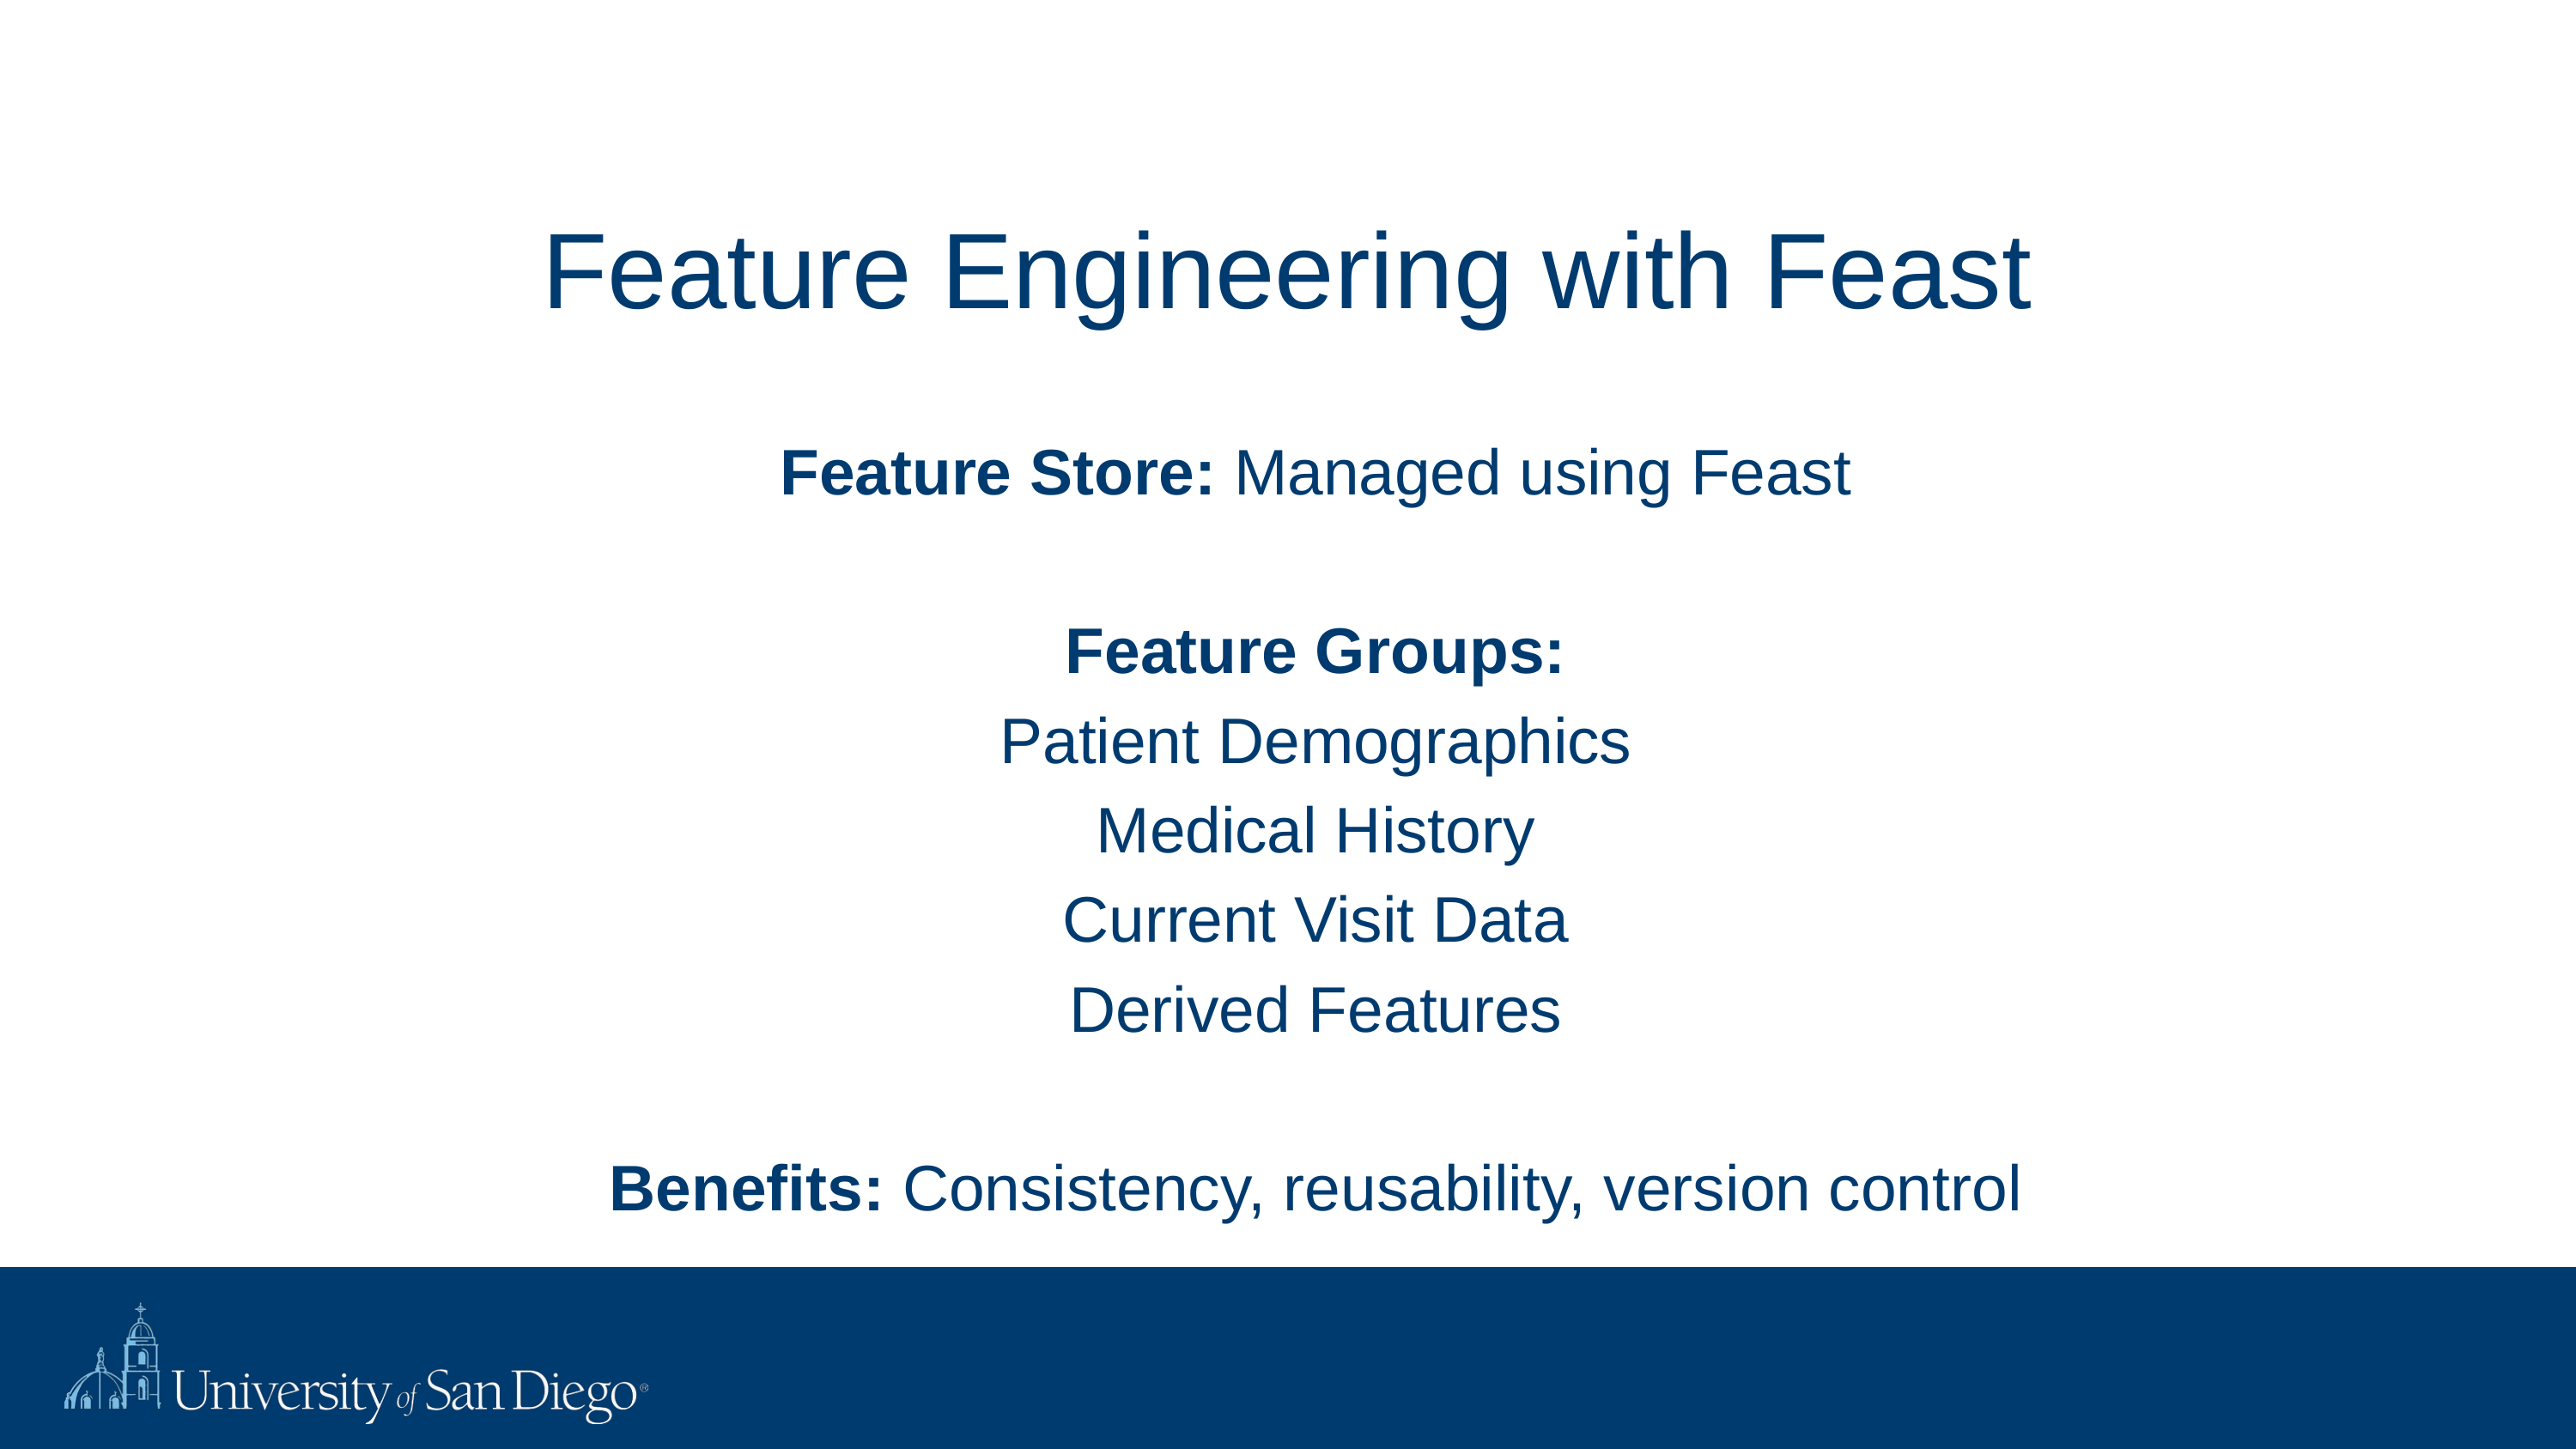 Feature Engineering with Feast
Feature Store: Managed using Feast
Feature Groups:
Patient Demographics
Medical History
Current Visit Data
Derived Features
Benefits: Consistency, reusability, version control
University of San Diego®